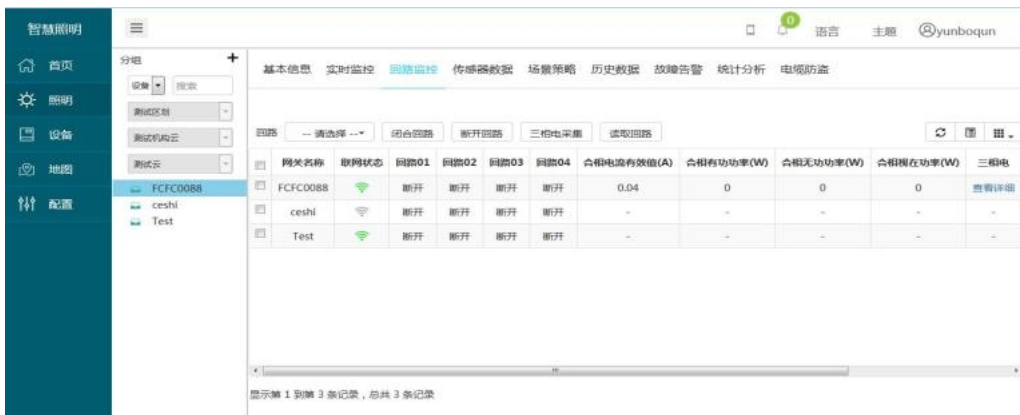 智慧照明
0
语言
主题
yunboqun
首页
照明
设备
地图
配置
分组
+
设备
搜索
测试区划
测试机构云
测试云
FCFC0088
ceshi
Test
基本信息 实时监控 回路监控 传感器数据 场景策略 历史数据 故障告警 统计分析 电缆防盗
回路 -- 请选择 -- 闭合回路 断开回路 三相电采集 读取回路
网关名称 联网状态 回路01 回路02 回路03 回路04 合相电流有效值(A) 合相有功功率(W) 合相无功功率(W) 合相视在功率(W) 三相电
FCFC0088 断开 断开 断开 断开 0.04 0 0 0 查看详细
ceshi 断开 断开 断开 断开 - - - - -
Test 断开 断开 断开 断开 - - - - -
显示第 1 到第 3 条记录，总共 3 条记录